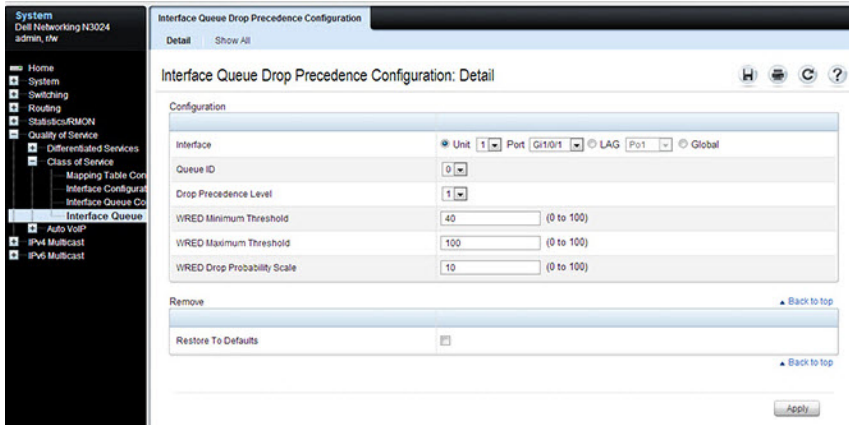 System
Dell Networking N3024
admin, r/w
Home
System
Switching
Routing
Statistics/RMON
Quality of Service
Differentiated Services
Class of Service
Mapping Table Con
Interface Configurat
Interface Queue Co
Interface Queue
Auto VoIP
IPv4 Multicast
IPv6 Multicast
Interface Queue Drop Precedence Configuration
Detail Show All
Interface Queue Drop Precedence Configuration: Detail
Configuration
Interface Unit 1 Port Gi1/0/1 LAG Po1 Global
Queue ID 0
Drop Precedence Level 1
WRED Minimum Threshold 40 (0 to 100)
WRED Maximum Threshold 100 (0 to 100)
WRED Drop Probability Scale 10 (0 to 100)
Remove Back to top
Restore To Defaults
Back to top
Apply